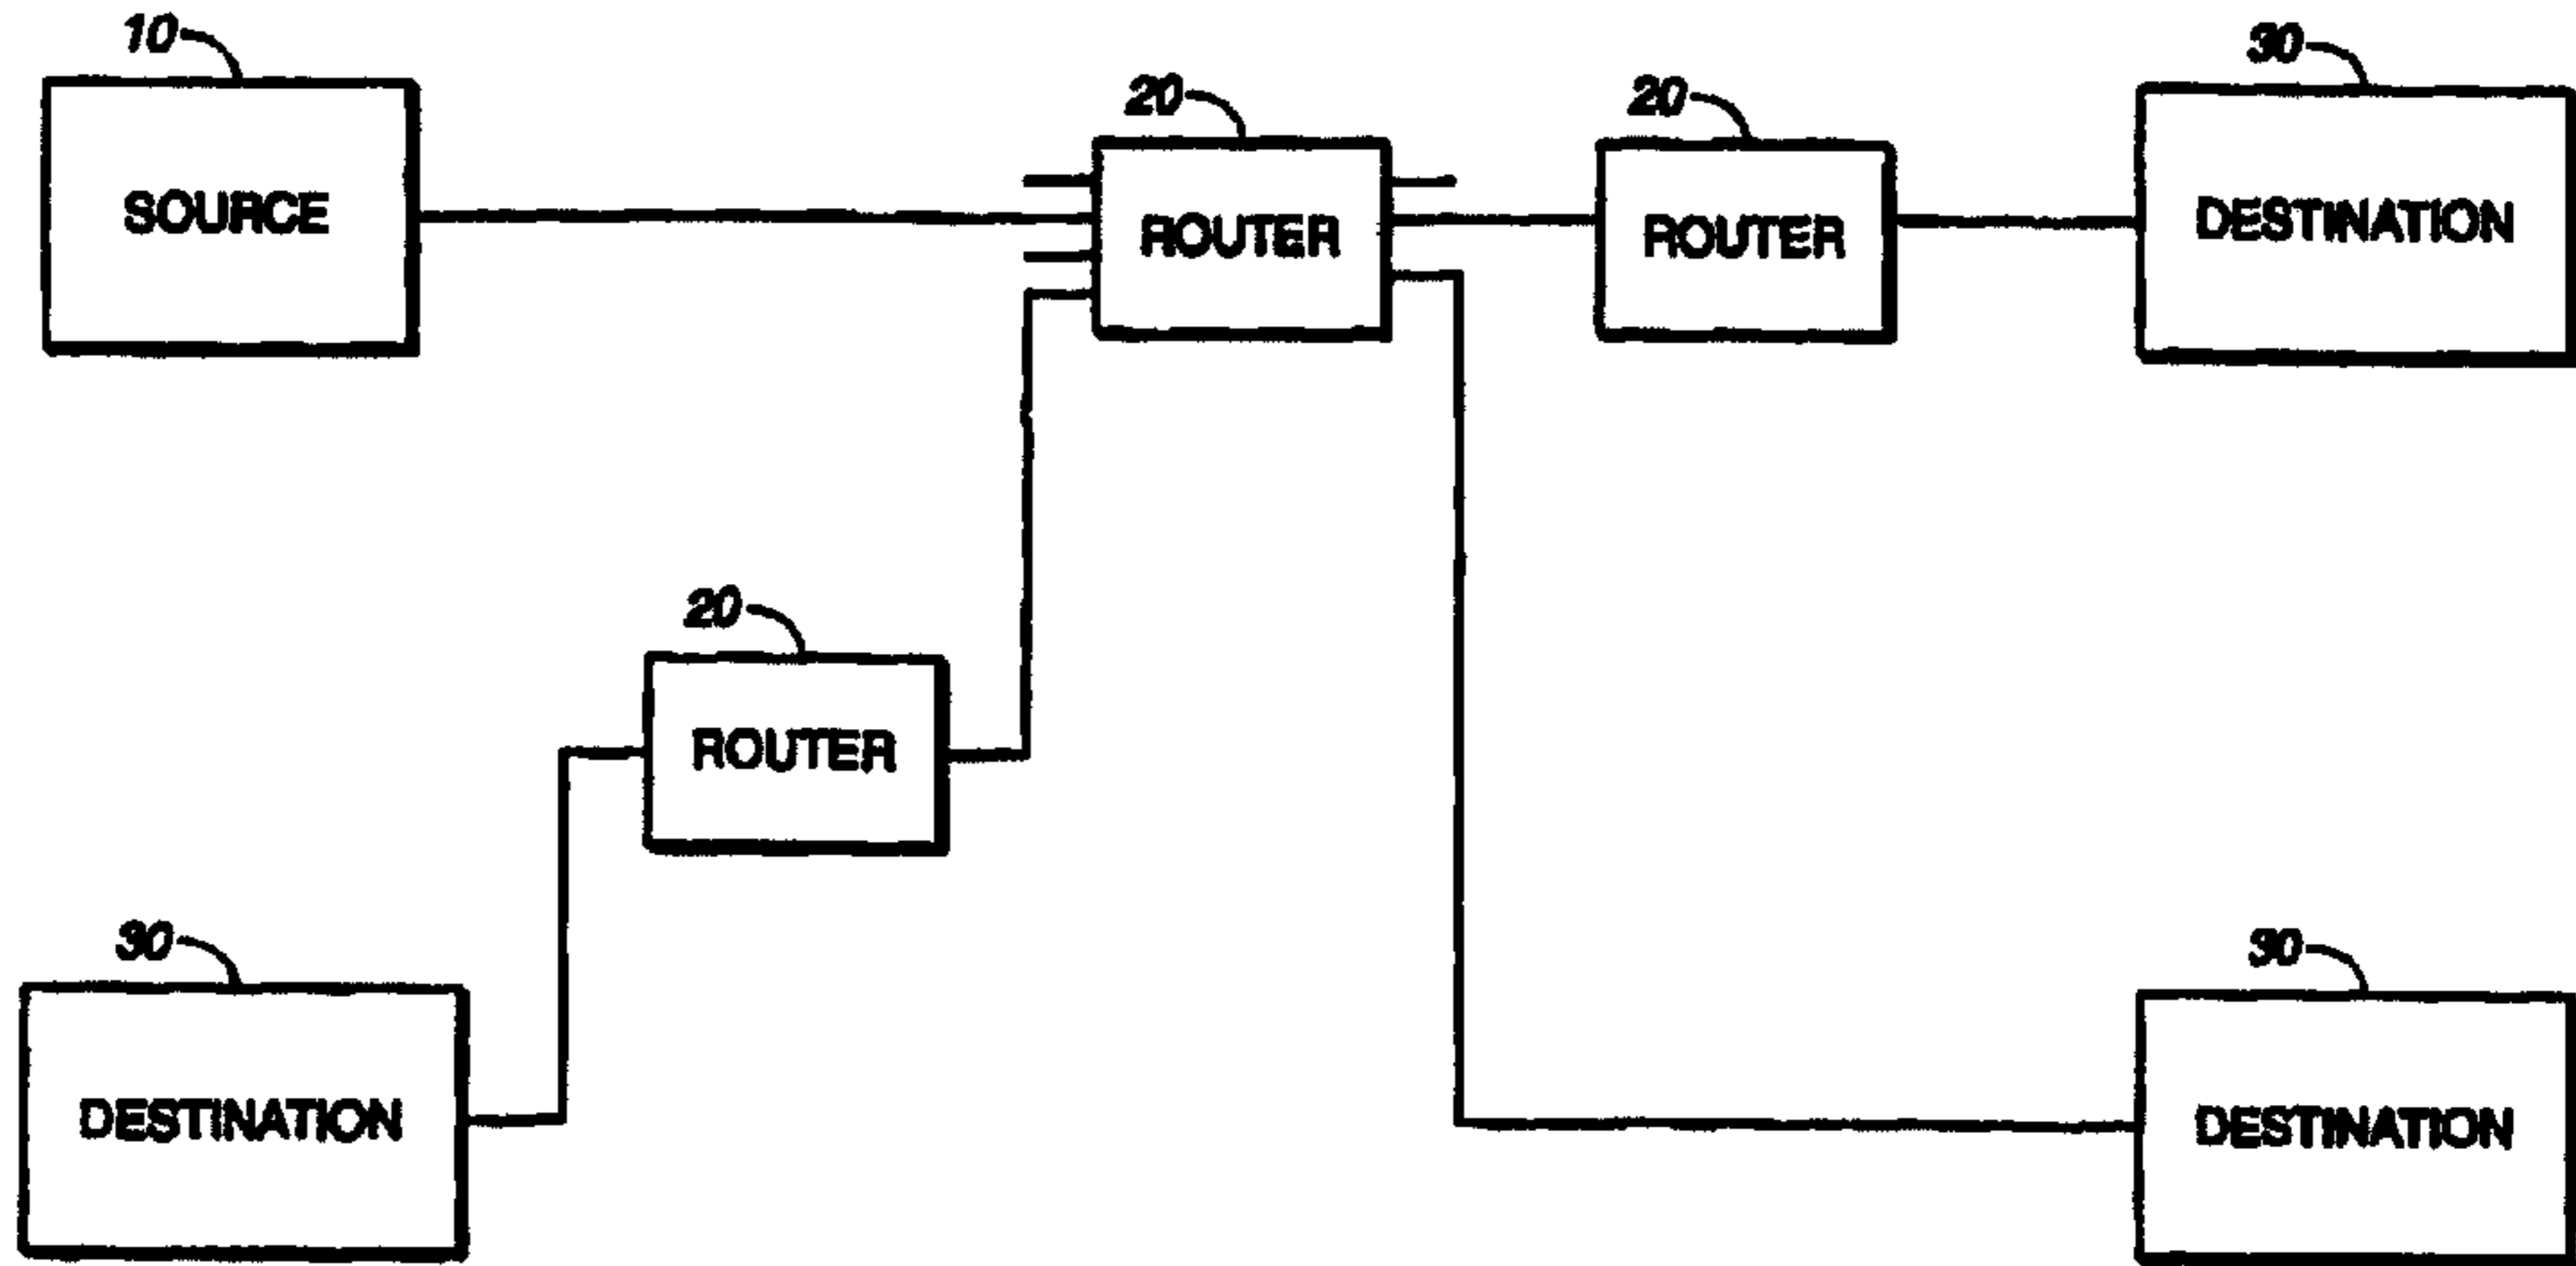 10
SOURCE
20
ROUTER
20
ROUTER
30
DESTINATION
20
ROUTER
30
DESTINATION
30
DESTINATION